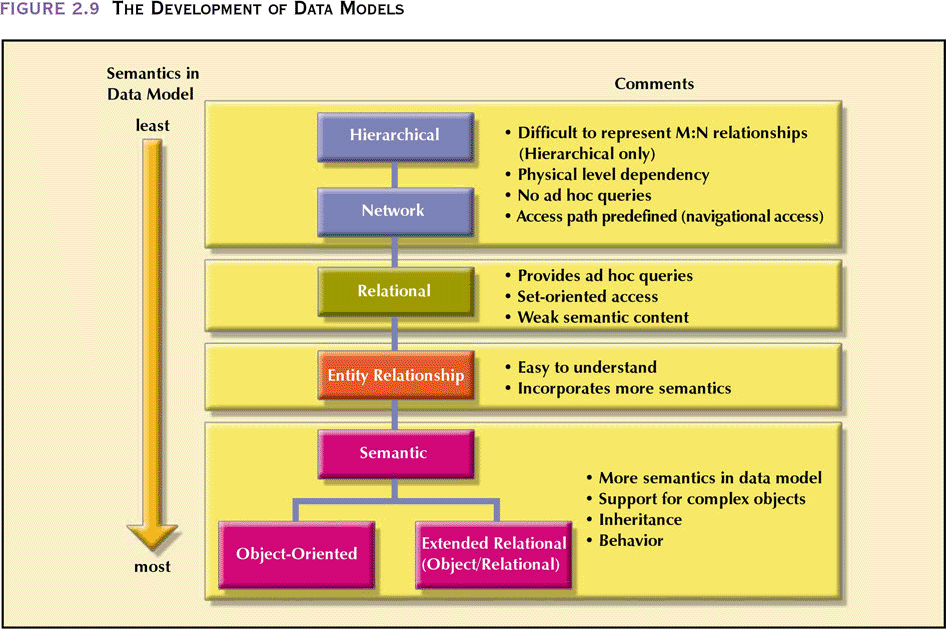 FIGURE 2.9 THE DEVELOPMENT OF DATA MODELS
Semantics in
Data Model
least
most
Comments
Hierarchical
Network
• Difficult to represent M:N relationships
(Hierarchical only)
• Physical level dependency
• No ad hoc queries
• Access path predefined (navigational access)
Relational
• Provides ad hoc queries
• Set-oriented access
• Weak semantic content
Entity Relationship
• Easy to understand
• Incorporates more semantics
Semantic
Object-Oriented
Extended Relational
(Object/Relational)
• More semantics in data model
• Support for complex objects
• Inheritance
• Behavior